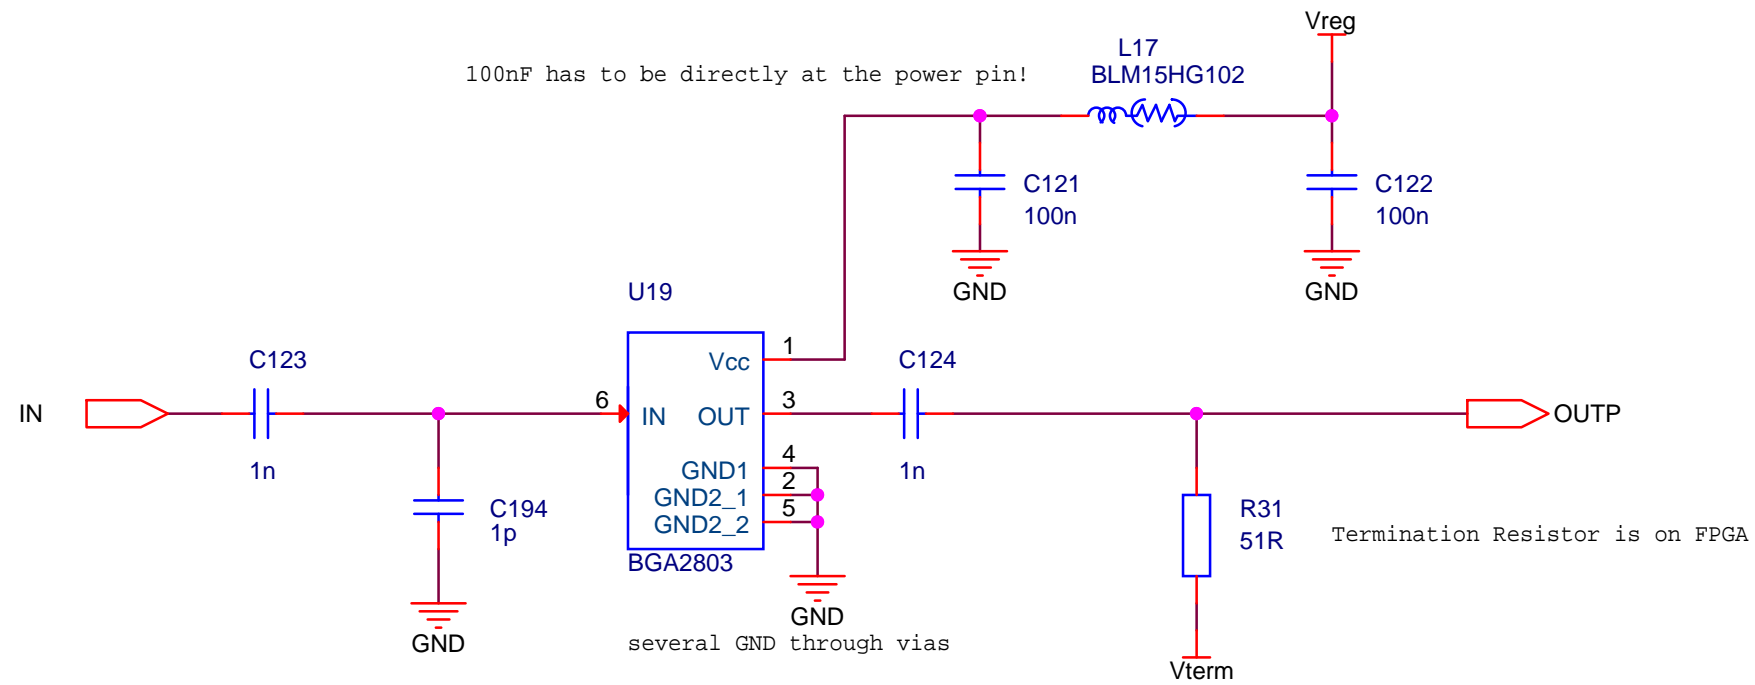 Vreg
L17
100nF has to be directly at the power pin!
BLM15HG102
C121
100n
C122
100n
GND
GND
U19
1
Vcc
C123
C124
IN
6
IN
OUT
3
OUTP
1n
1n
GND1
4
GND2_1
2
GND2_2
5
C194
1p
R31
51R
Termination Resistor is on FPGA
BGA2803
GND
GND
several GND through vias
Vterm